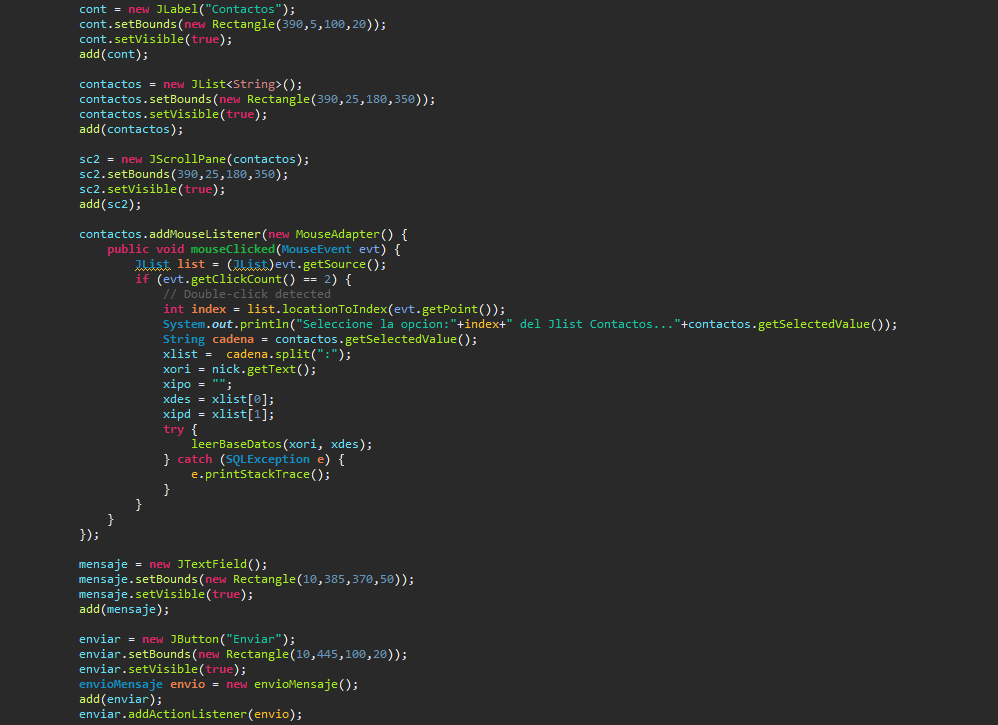 cont = new JLabel("Contactos");
cont.setBounds(new Rectangle(390,5,100,20));
cont.setVisible(true);
add(cont);

contactos = new JList<String>();
contactos.setBounds(new Rectangle(390,25,180,350));
contactos.setVisible(true);
add(contactos);

sc2 = new JScrollPane(contactos);
sc2.setBounds(390,25,180,350);
sc2.setVisible(true);
add(sc2);

contactos.addMouseListener(new MouseAdapter() {
    public void mouseClicked(MouseEvent evt) {
        JList list = (JList)evt.getSource();
        if (evt.getClickCount() == 2) {
            // Double-click detected
            int index = list.locationToIndex(evt.getPoint());
            System.out.println("Seleccione la opcion:"+index+" del Jlist Contactos..."+contactos.getSelectedValue());
            String cadena = contactos.getSelectedValue();
            xlist =  cadena.split(":");
            xori = nick.getText();
            xipo = "";
            xdes = xlist[0];
            xipd = xlist[1];
            try {
                leerBaseDatos(xori, xdes);
            } catch (SQLException e) {
                e.printStackTrace();
            }
        }
    }
});

mensaje = new JTextField();
mensaje.setBounds(new Rectangle(10,385,370,50));
mensaje.setVisible(true);
add(mensaje);

enviar = new JButton("Enviar");
enviar.setBounds(new Rectangle(10,445,100,20));
enviar.setVisible(true);
envioMensaje envio = new envioMensaje();
add(enviar);
enviar.addActionListener(envio);